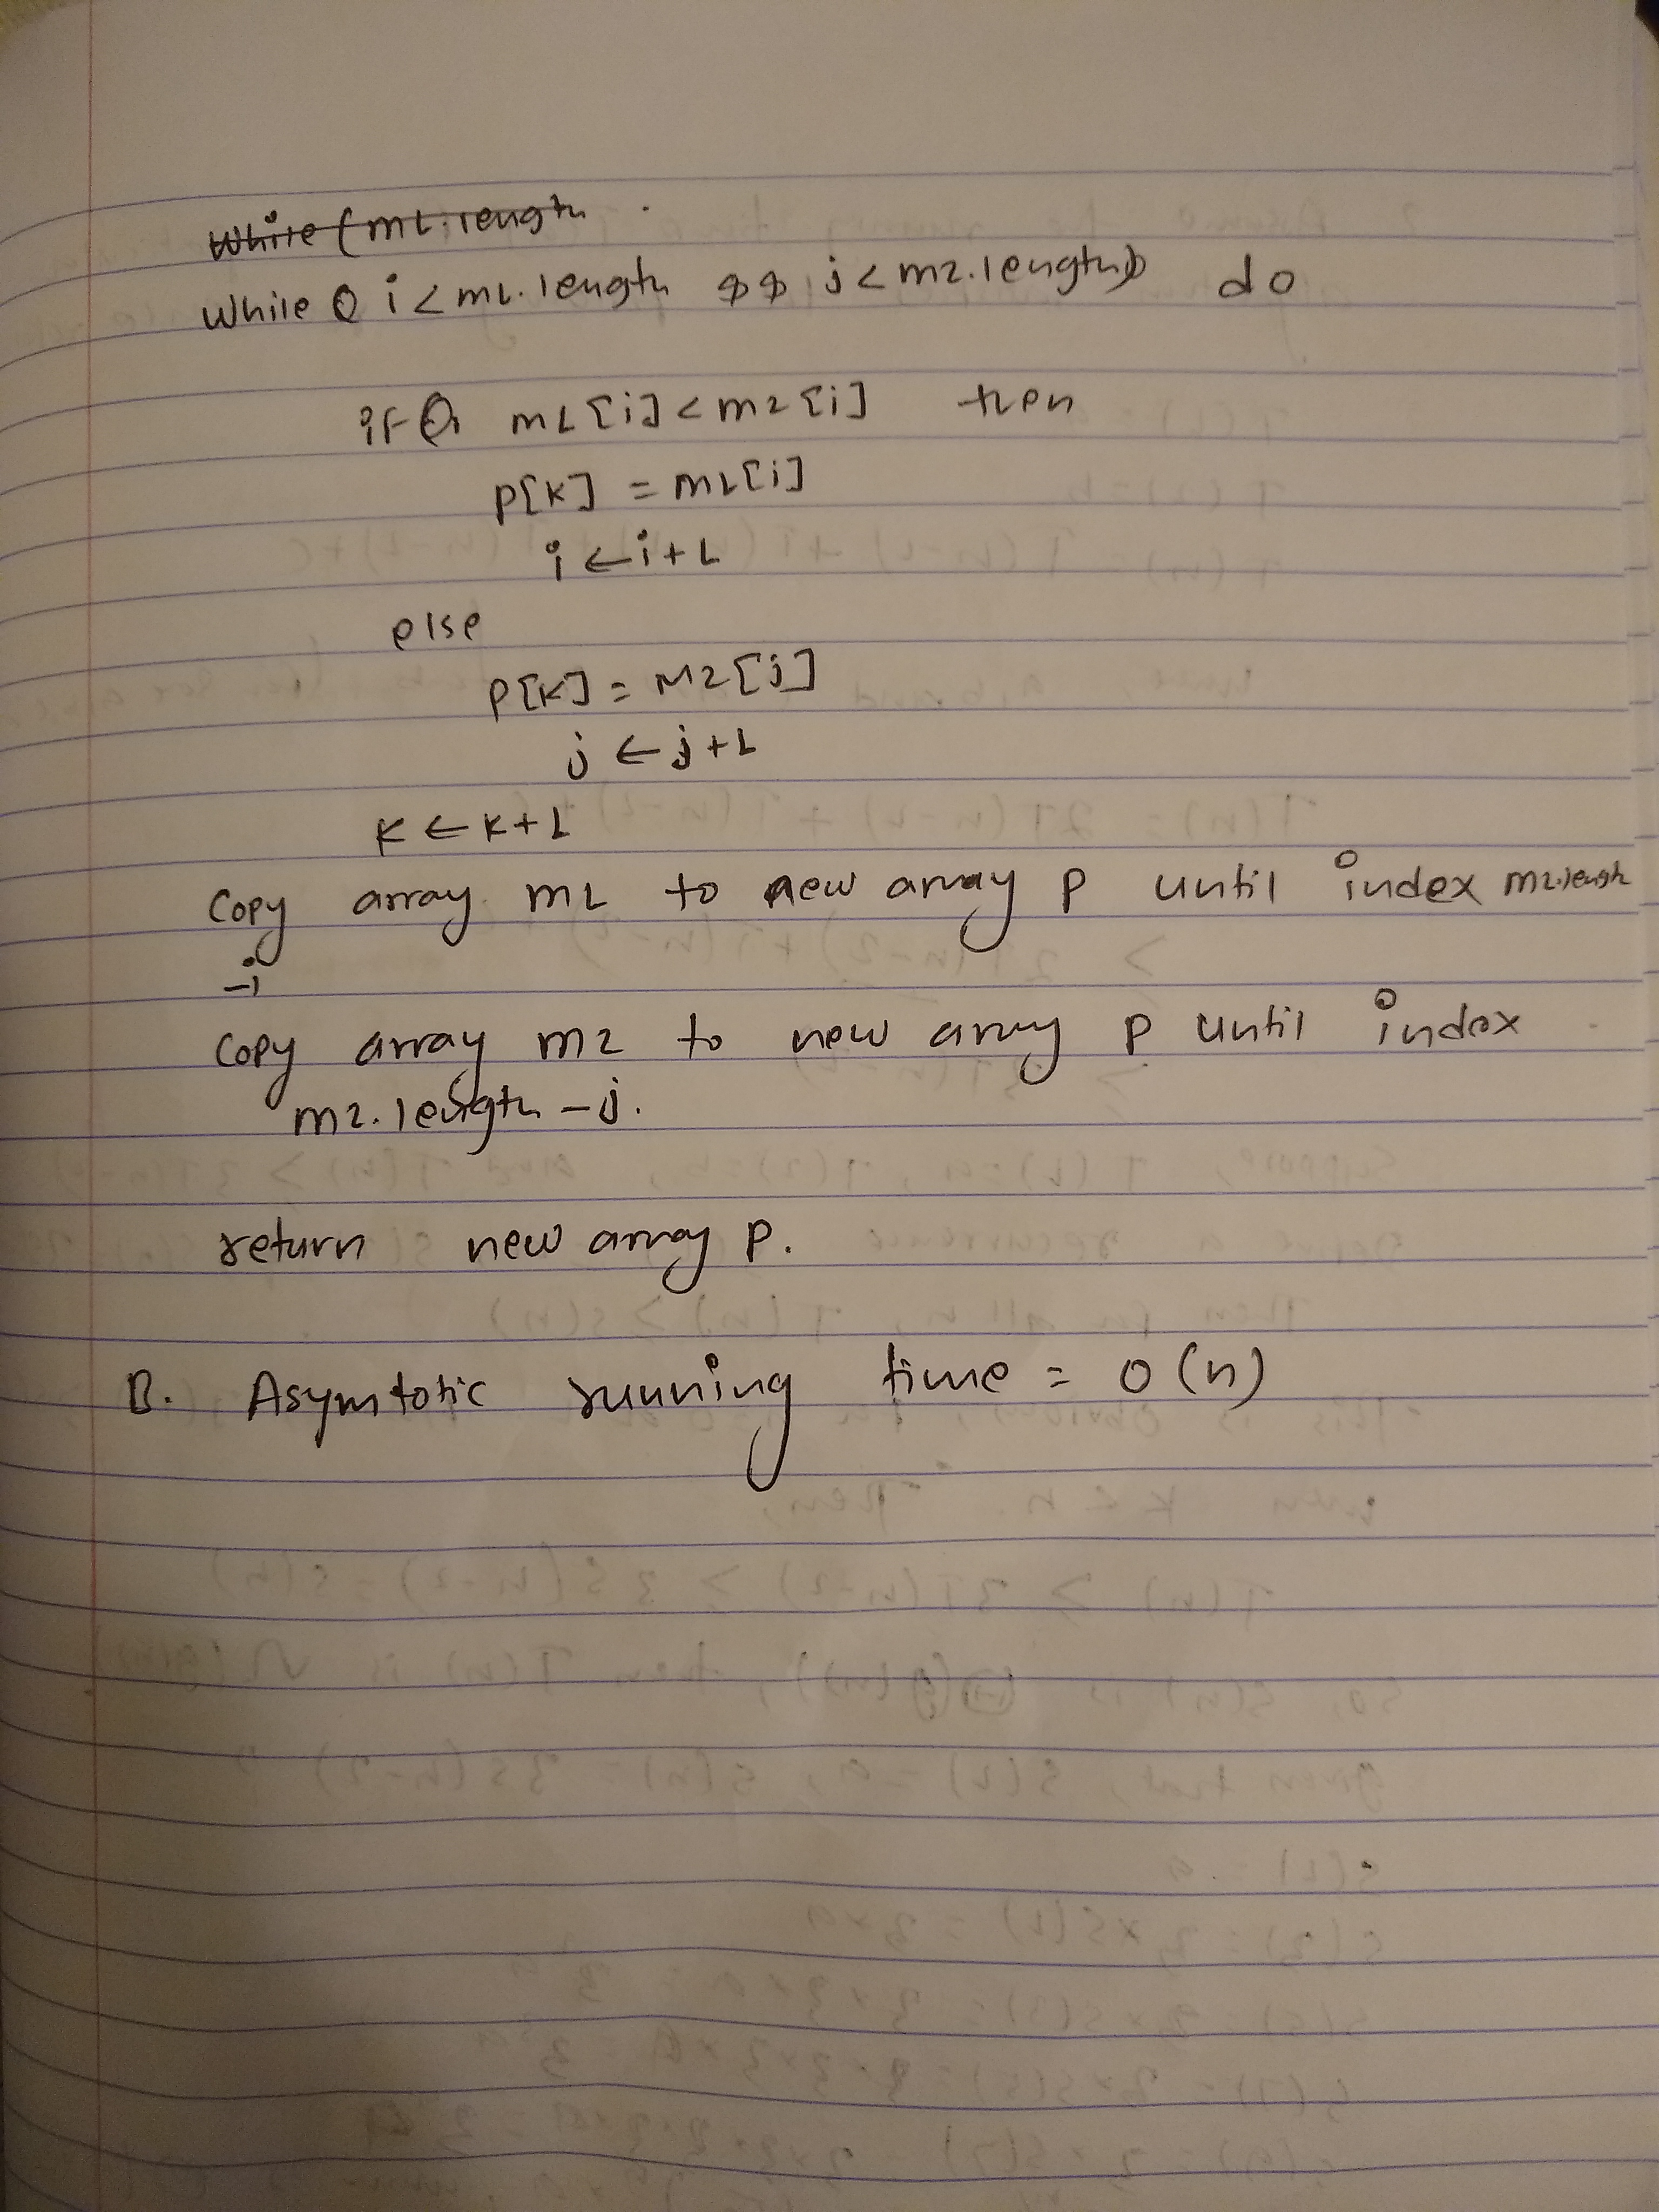 While (m1.length
While ( i < m1.length && j < m2.length) do
if m1[i] < m2[i] then
p[k] = m1[i]
i ← i+1
else
p[k] = m2[j]
j ← j+1
k ← k+1
Copy array m1 to new array p until index m2.length
-i
Copy array m2 to new array p until index
m2.length - j.
return new array p.
B. Asymtotic running time = O(n)